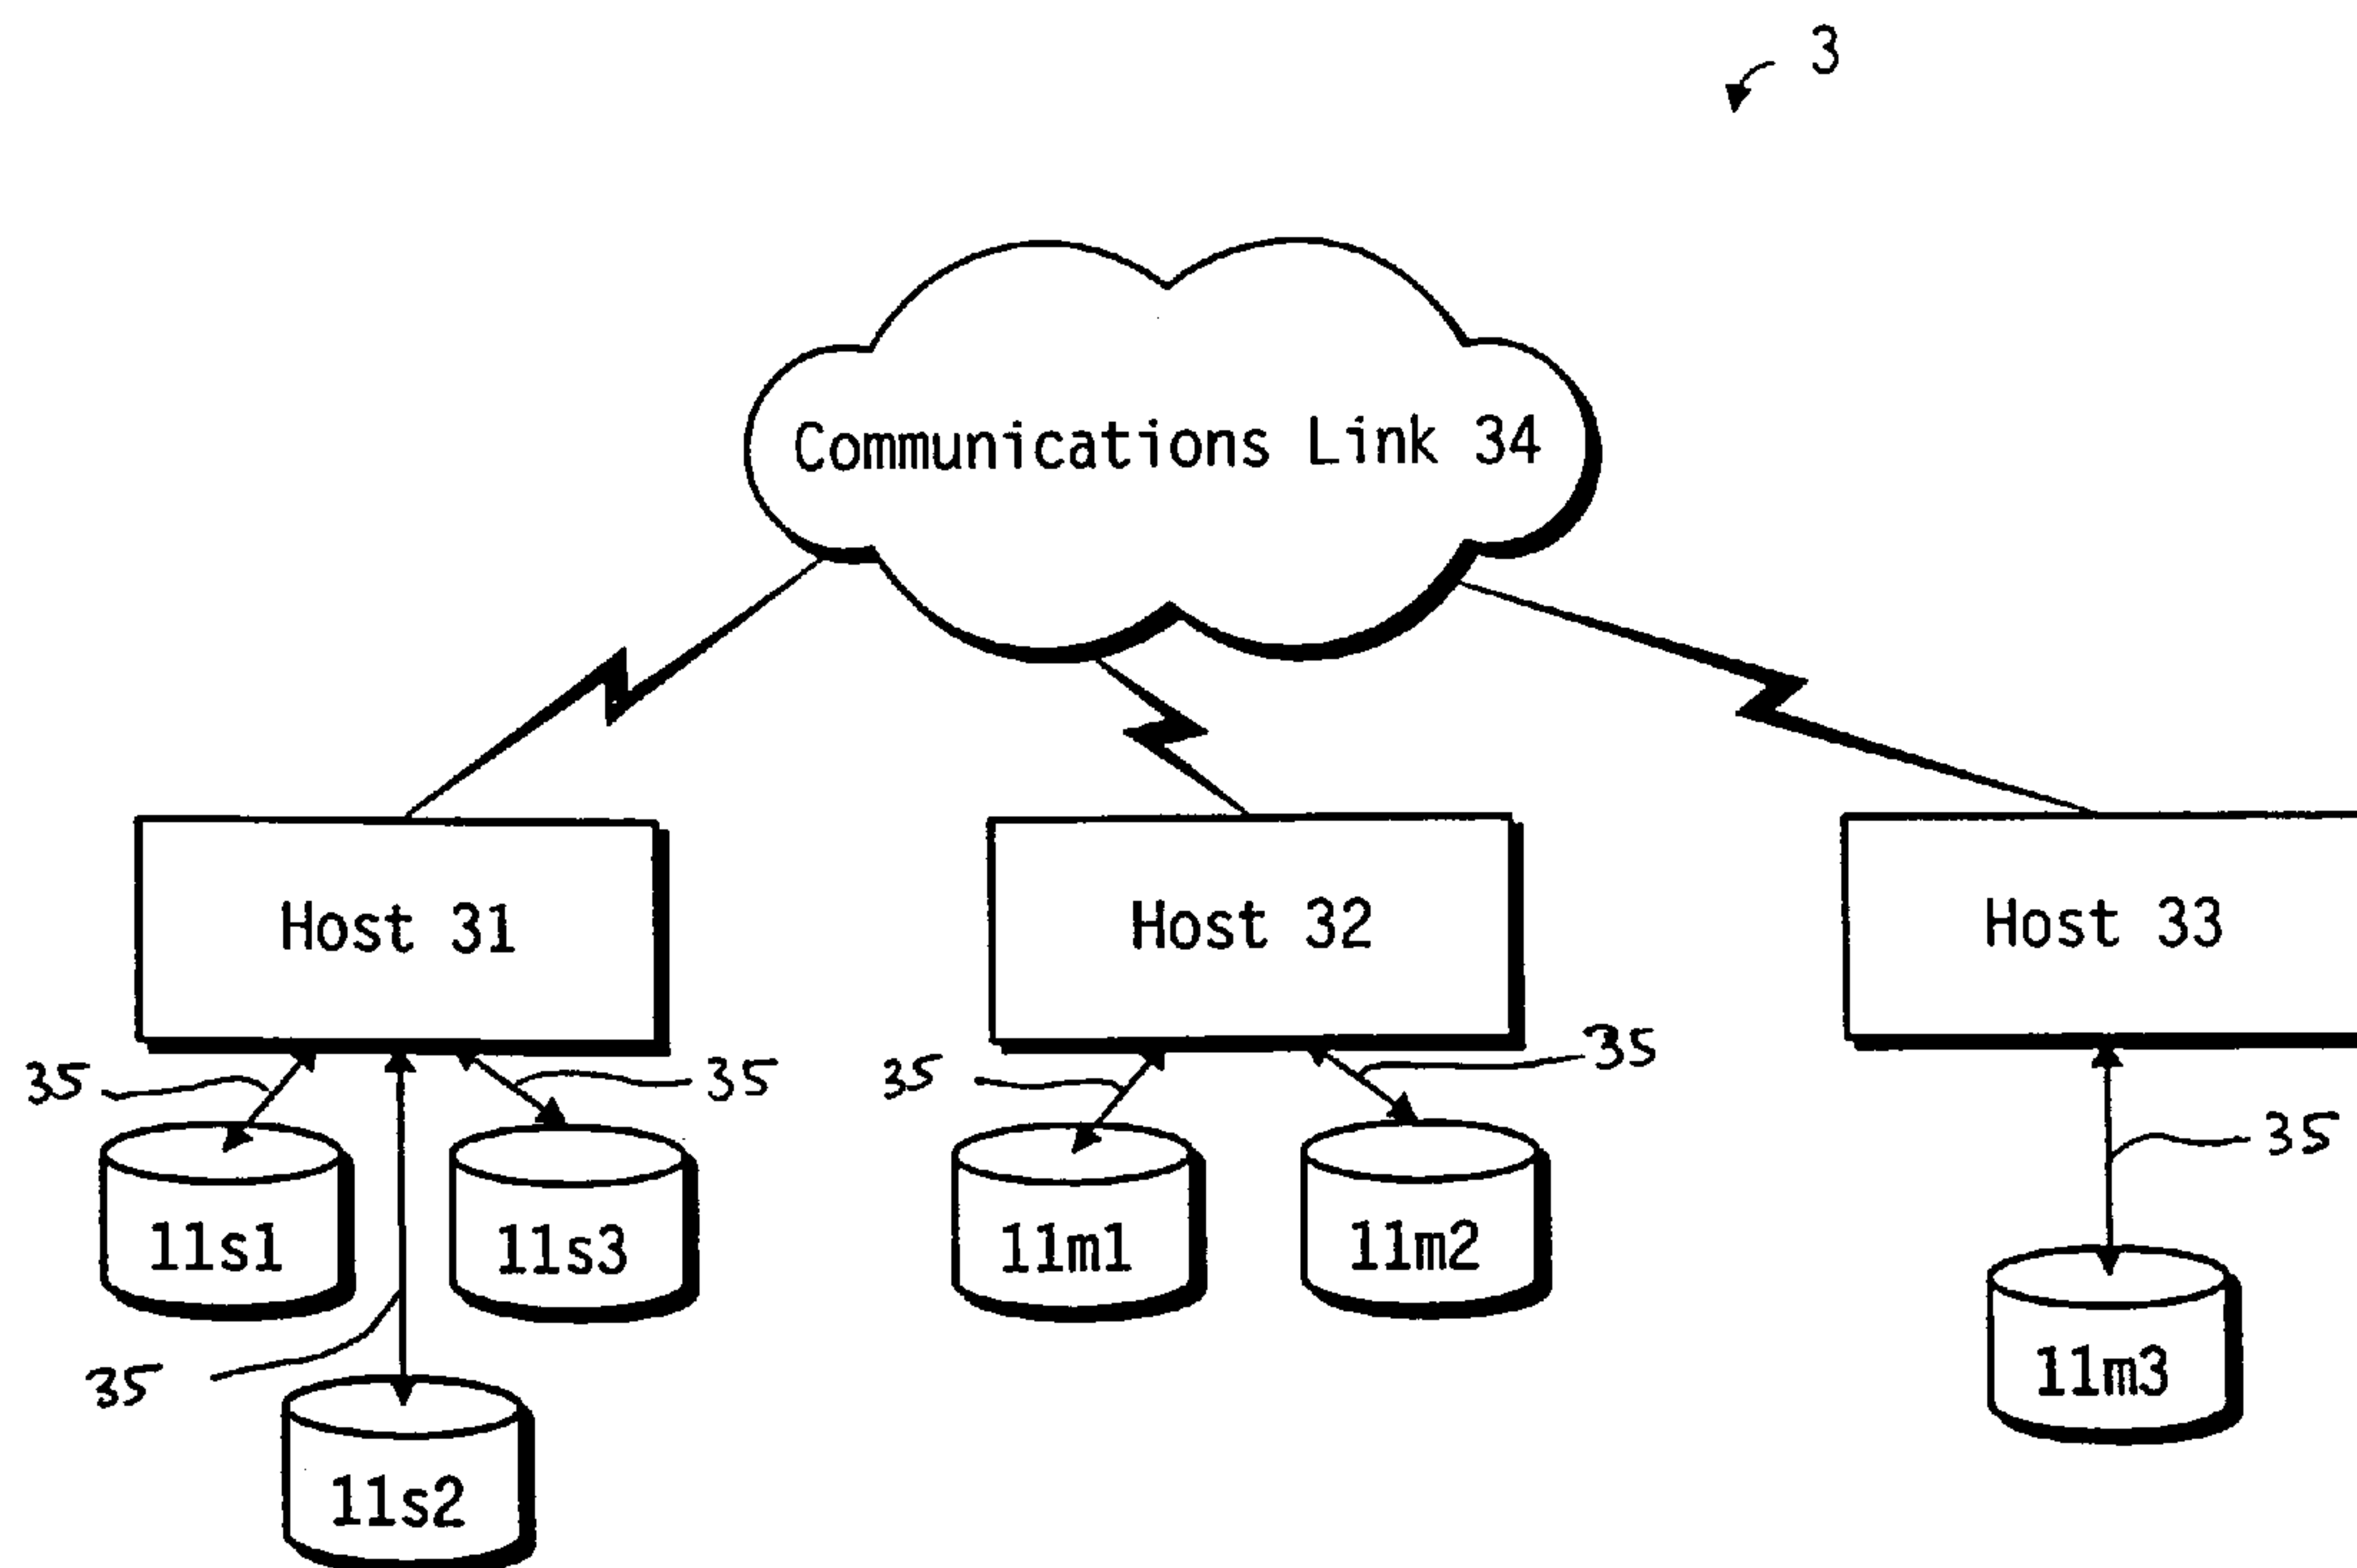 3
Communications Link 34
Host 31
Host 32
Host 33
35
35
35
35
35
11s1
11s3
11m1
11m2
35
11m3
11s2